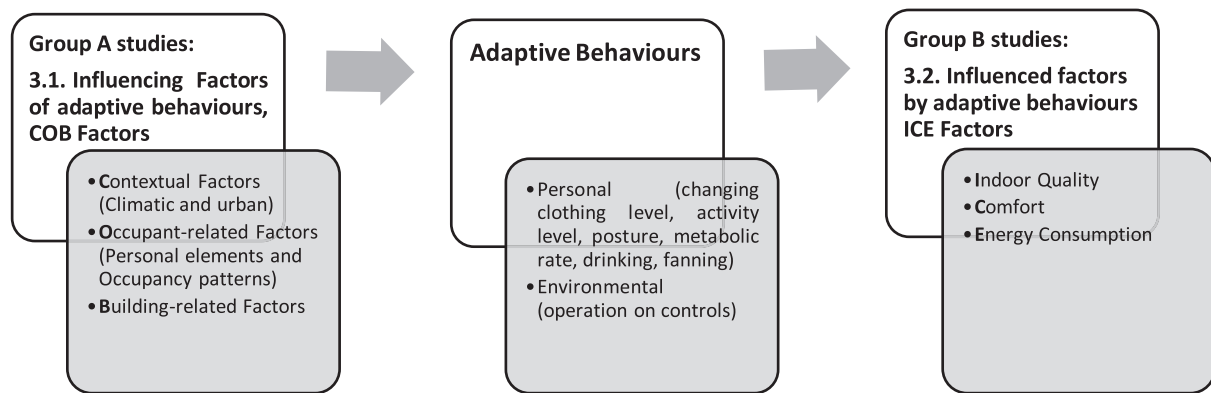 Group A studies:
3.1. Influencing Factors
of adaptive behaviours,
COB Factors
•Contextual Factors
(Climatic and urban)
•Occupant-related Factors
(Personal elements and
Occupancy patterns)
•Building-related Factors
Adaptive Behaviours
•Personal (changing
clothing level, activity
level, posture, metabolic
rate, drinking, fanning)
•Environmental
(operation on controls)
Group B studies:
3.2. Influenced factors
by adaptive behaviours
ICE Factors
•Indoor Quality
•Comfort
•Energy Consumption